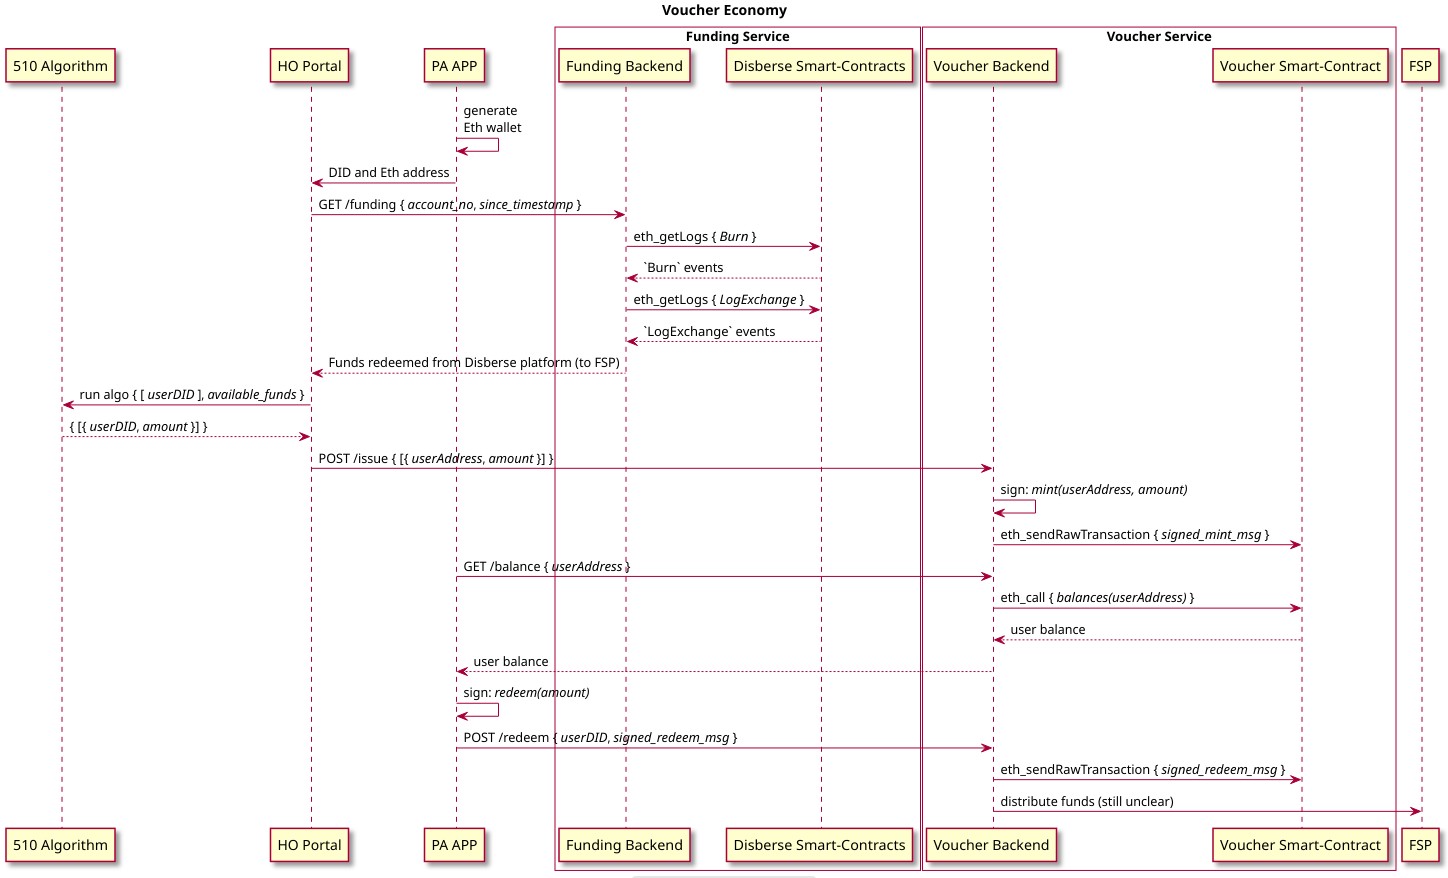 Voucher Economy
Funding Service
Voucher Service
510 Algorithm
HO Portal
PA APP
Funding Backend
Disberse Smart-Contracts
Voucher Backend
Voucher Smart-Contract
FSP
generate
Eth wallet
DID and Eth address
GET /funding { account_no, since_timestamp }
eth_getLogs { Burn }
`Burn` events
eth_getLogs { LogExchange }
`LogExchange` events
Funds redeemed from Disberse platform (to FSP)
run algo { [ userDID ], available_funds }
{ [{ userDID, amount }] }
POST /issue { [{ userAddress, amount }] }
sign: mint(userAddress, amount)
eth_sendRawTransaction { signed_mint_msg }
GET /balance { userAddress }
eth_call { balances(userAddress) }
user balance
user balance
sign: redeem(amount)
POST /redeem { userDID, signed_redeem_msg }
eth_sendRawTransaction { signed_redeem_msg }
distribute funds (still unclear)
510 Algorithm
HO Portal
PA APP
Funding Backend
Disberse Smart-Contracts
Voucher Backend
Voucher Smart-Contract
FSP